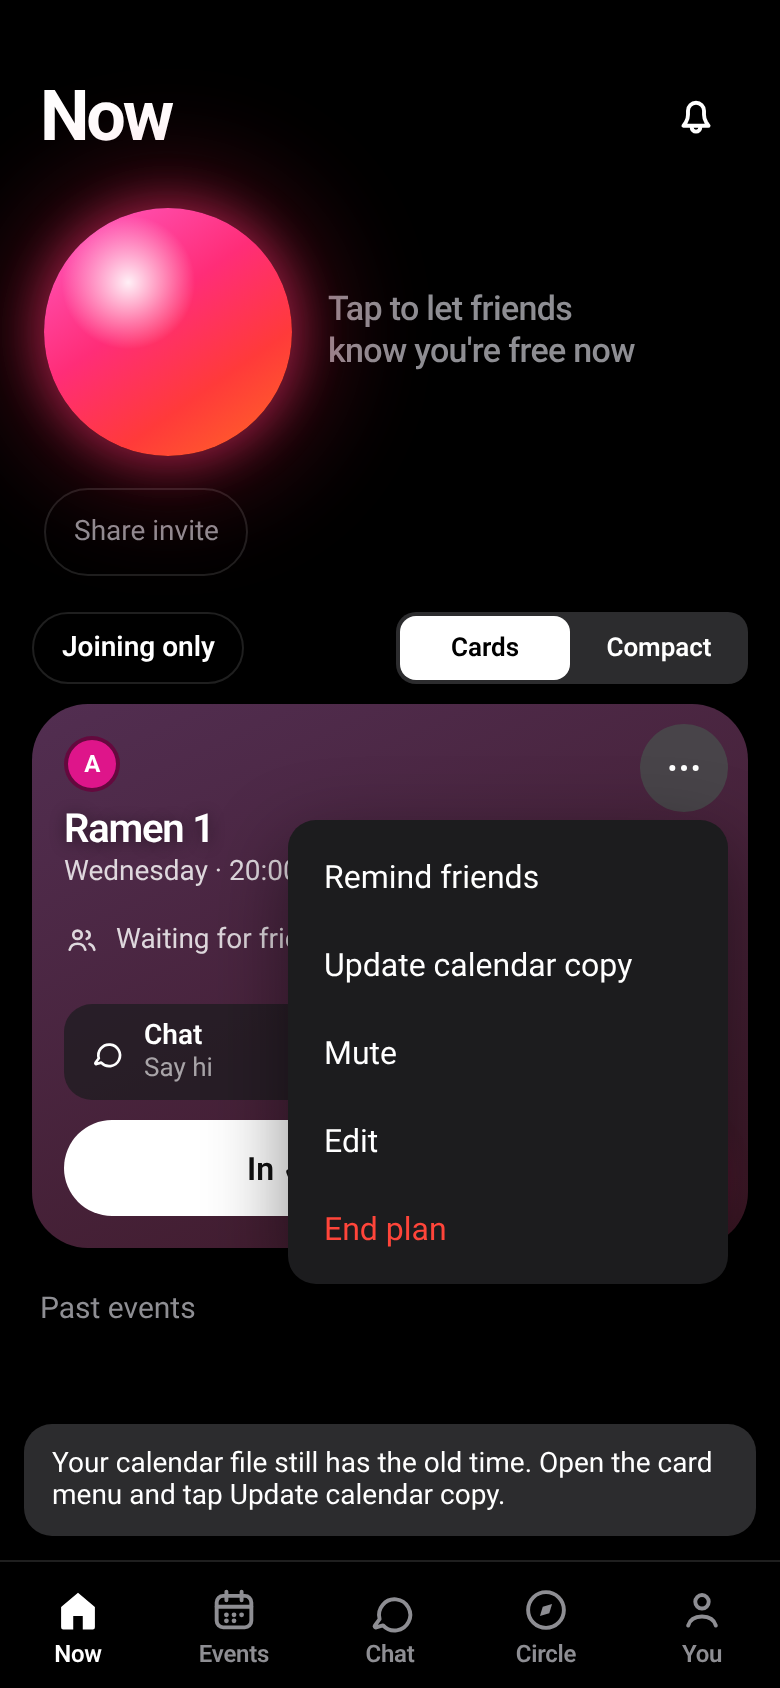 Now
Tap to let friends
know you're free now
Share invite
Joining only
Cards
Compact
A
Ramen 1
Wednesday · 20:00
Waiting for
Chat
Say hi
In
Remind friends
Update calendar copy
Mute
Edit
End plan
Past events
Your calendar file still has the old time. Open the card
menu and tap Update calendar copy.
Now
Events
Chat
Circle
You